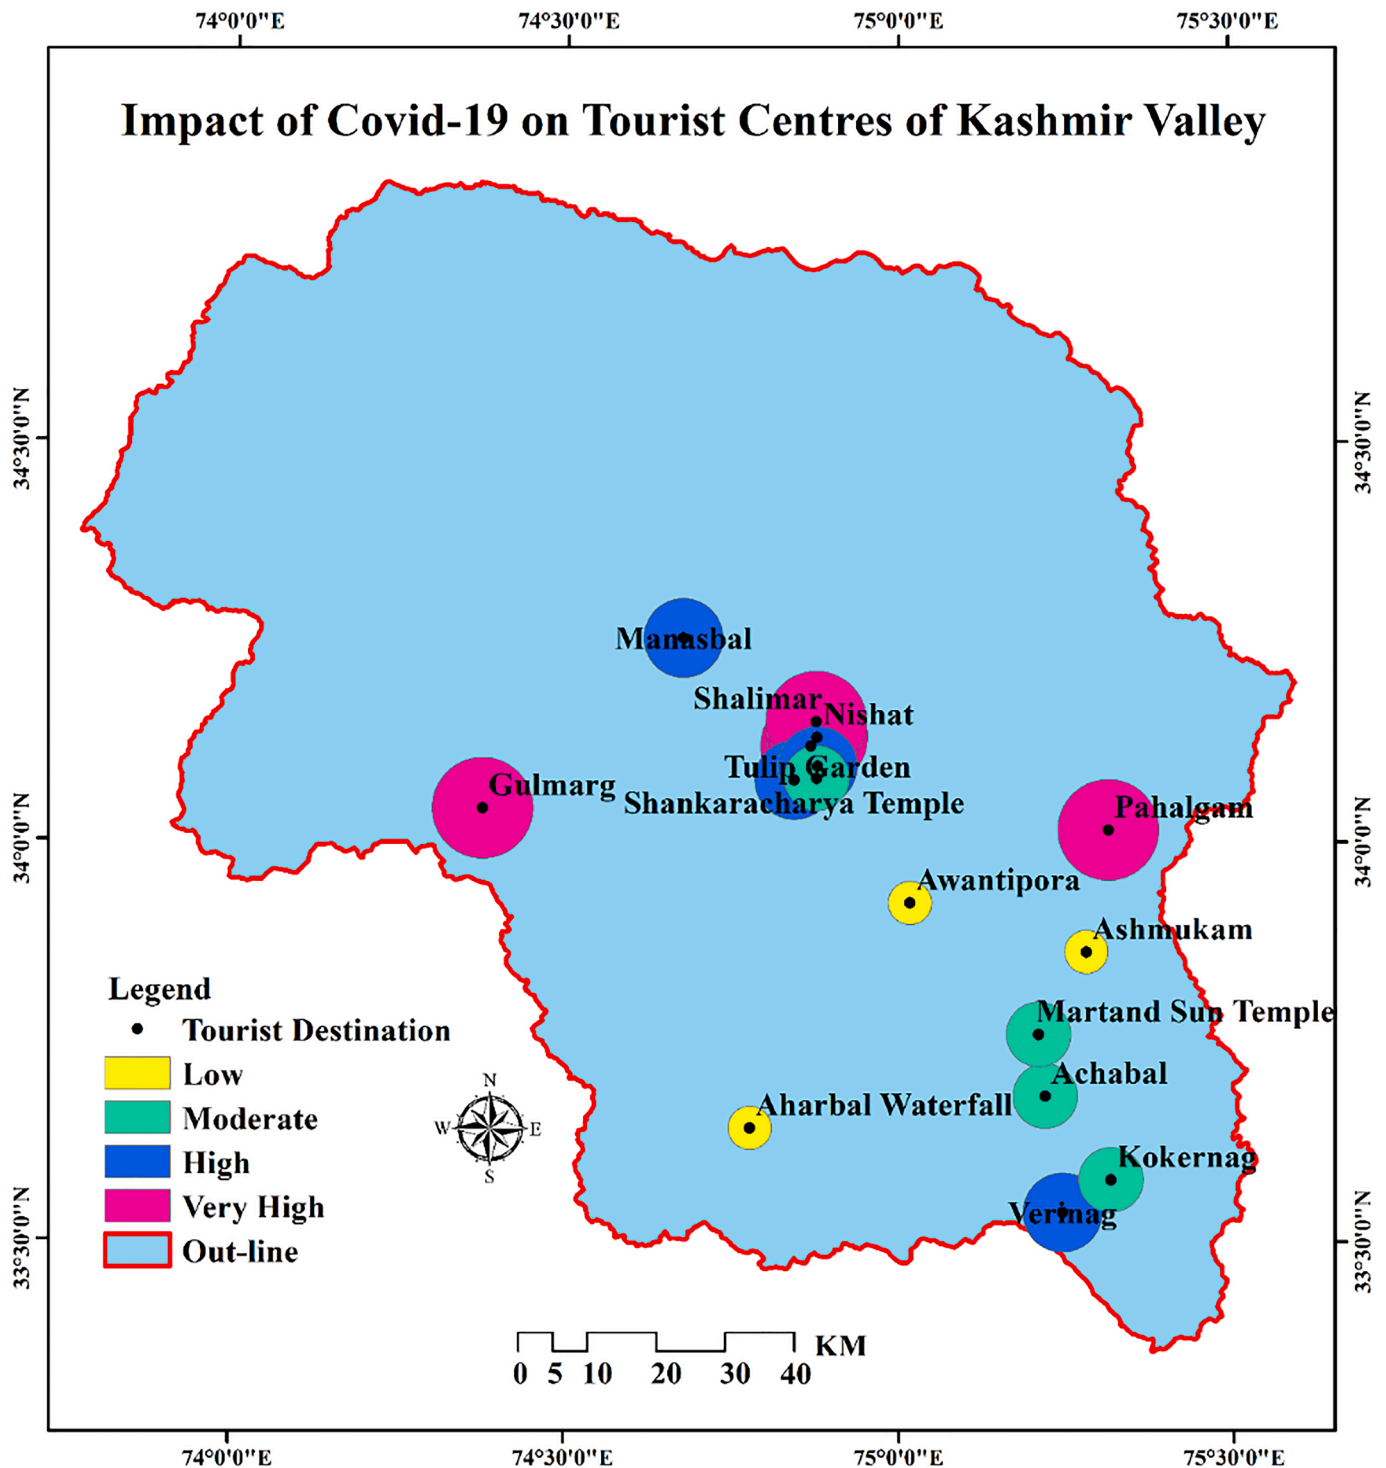 74°0'0"E 74°30'0"E 75°0'0"E 75°30'0"E
Impact of Covid-19 on Tourist Centres of Kashmir Valley
34°30'0"N 34°30'0"N
Manasbal
Shalimar
Nishat
Tulip Garden
Gulmarg
Shankaracharya Temple
Pahalgam
34°0'0"N 34°0'0"N
Awantipora
Ashmukam
Martand Sun Temple
Achabal
Aharbal Waterfall
Kokernag
Verinag
Legend
Tourist Destination
Low
Moderate
High
Very High
Out-line
N
W E
S
33°30'0"N 33°30'0"N
KM
0 5 10 20 30 40
74°0'0"E 74°30'0"E 75°0'0"E 75°30'0"E